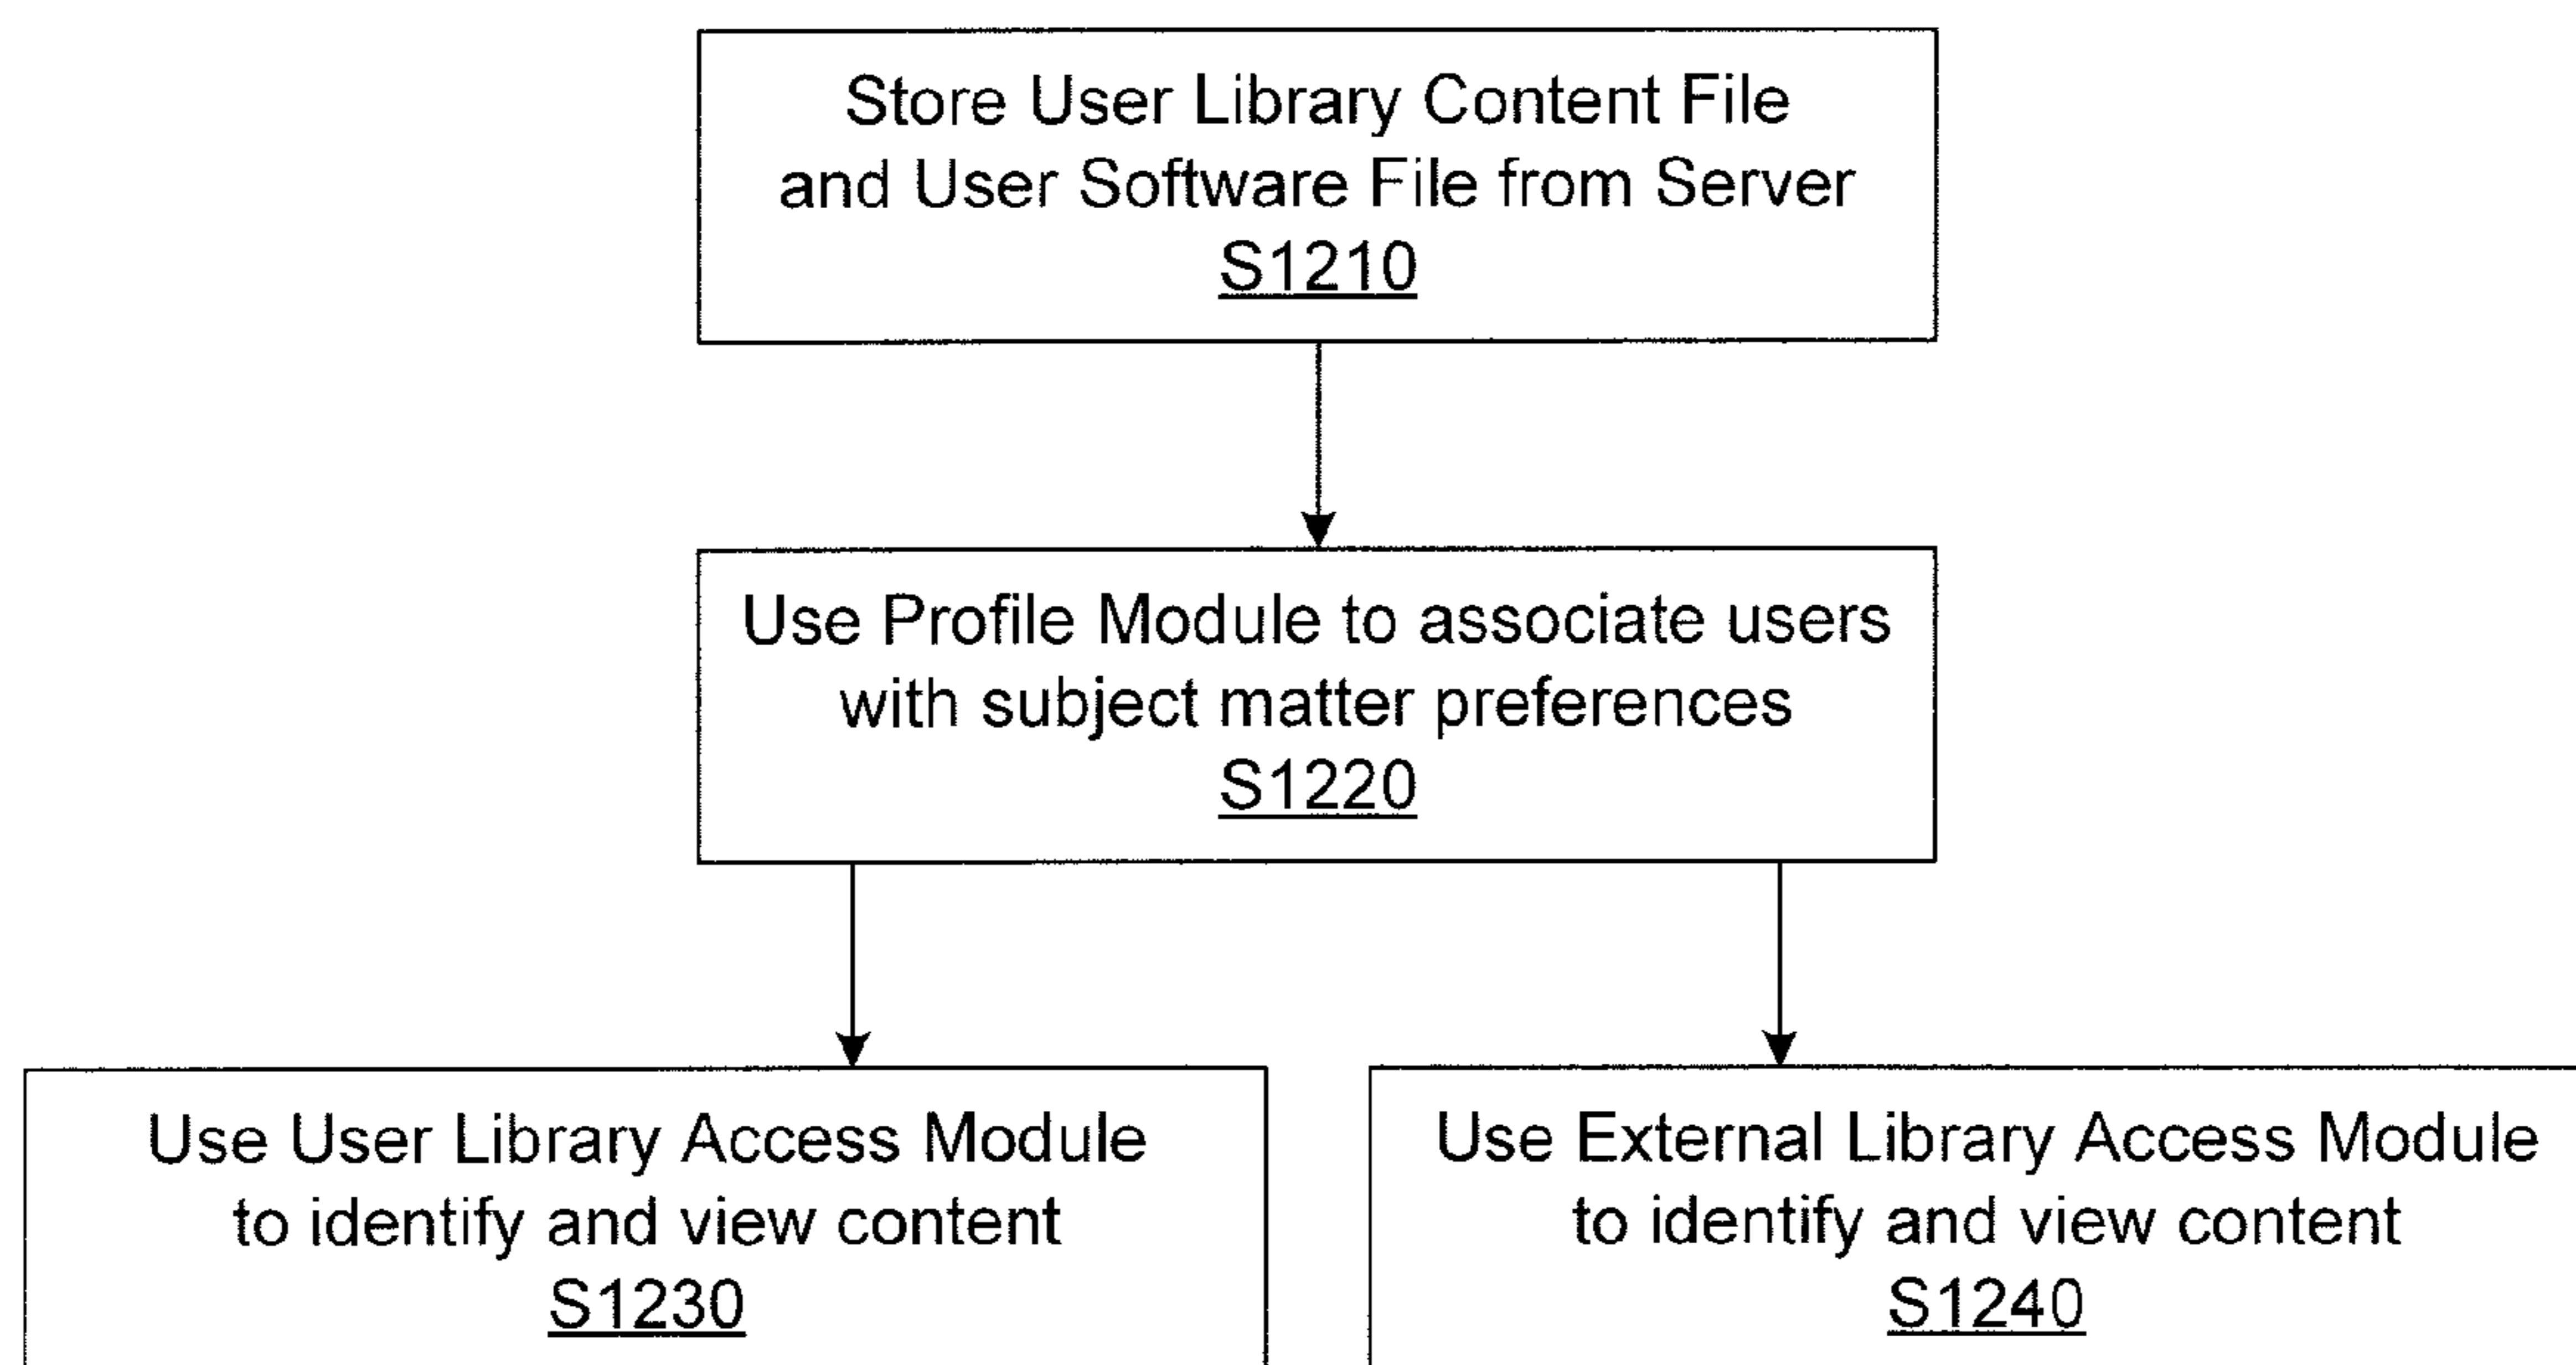 Store User Library Content File
and User Software File from Server
S1210
Use Profile Module to associate users
with subject matter preferences
S1220
Use User Library Access Module
to identify and view content
S1230
Use External Library Access Module
to identify and view content
S1240